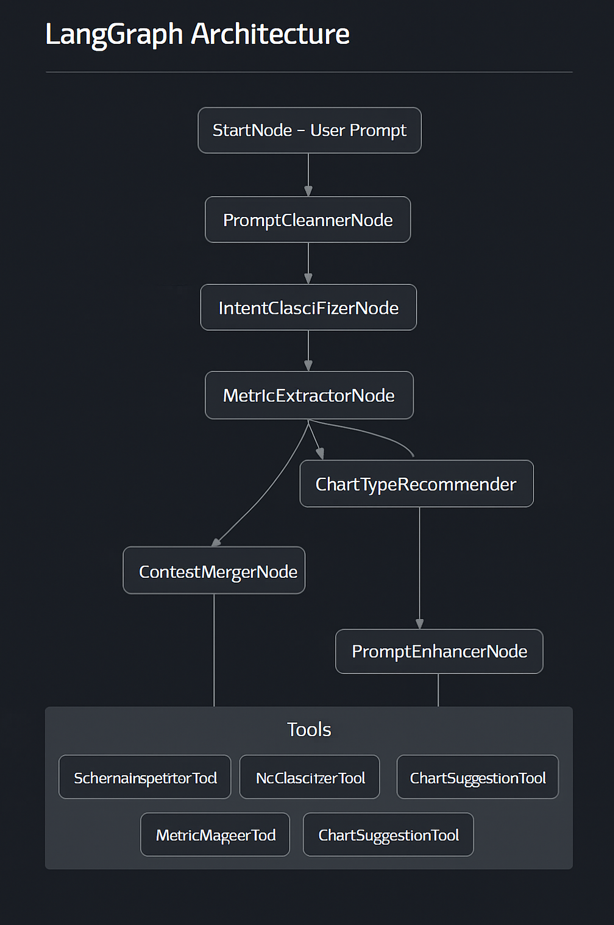 LangGraph Architecture
StartNode – User Prompt
PromptCleannerNode
IntentClasciFizerNode
MetrIcExtractorNode
ChartTypeRecommender
ContestMergerNode
PromptEnhancerNode
Tools
SchernaInspetrtorTod
NcClascitzerTool
ChartSuggestionTool
MetricMageerTod
ChartSuggestionTool